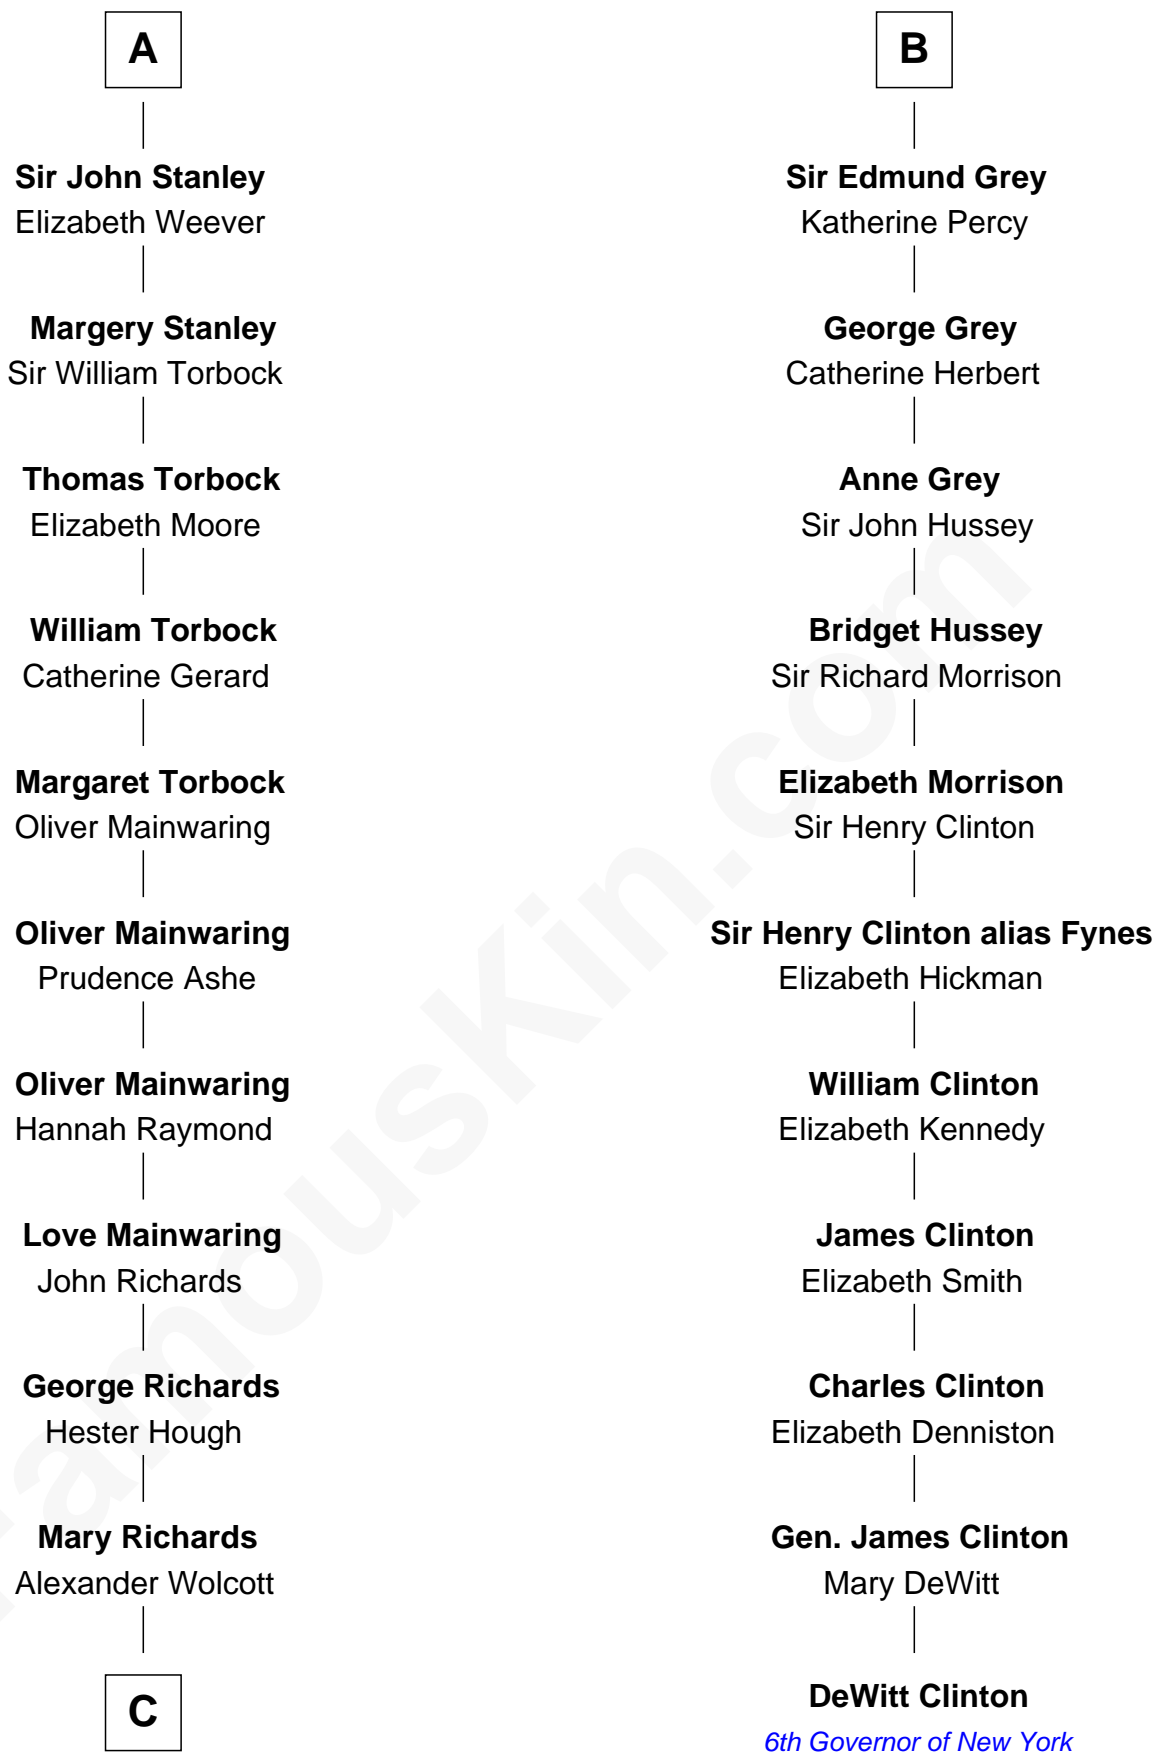 A
Sir John Stanley
Elizabeth Weever
Margery Stanley
Sir William Torbock
Thomas Torbock
Elizabeth Moore
William Torbock
Catherine Gerard
Margaret Torbock
Oliver Mainwaring
Oliver Mainwaring
Prudence Ashe
Oliver Mainwaring
Hannah Raymond
Love Mainwaring
John Richards
George Richards
Hester Hough
Mary Richards
Alexander Wolcott
C
B
Sir Edmund Grey
Katherine Percy
George Grey
Catherine Herbert
Anne Grey
Sir John Hussey
Bridget Hussey
Sir Richard Morrison
Elizabeth Morrison
Sir Henry Clinton
Sir Henry Clinton alias Fynes
Elizabeth Hickman
William Clinton
Elizabeth Kennedy
James Clinton
Elizabeth Smith
Charles Clinton
Elizabeth Denniston
Gen. James Clinton
Mary DeWitt
DeWitt Clinton
6th Governor of New York
FamousKin.com